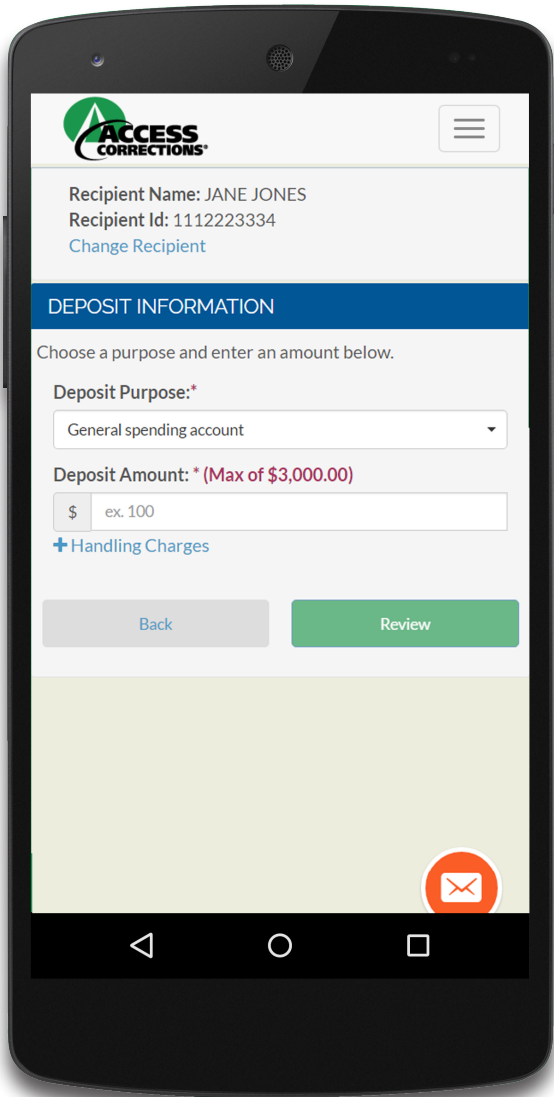 ACCESS
CORRECTIONS®
Recipient Name: JANE JONES
Recipient Id: 1112223334
Change Recipient
DEPOSIT INFORMATION
Choose a purpose and enter an amount below.
Deposit Purpose:*
General spending account
Deposit Amount: * (Max of $3,000.00)
$ ex. 100
+ Handling Charges
Back Review